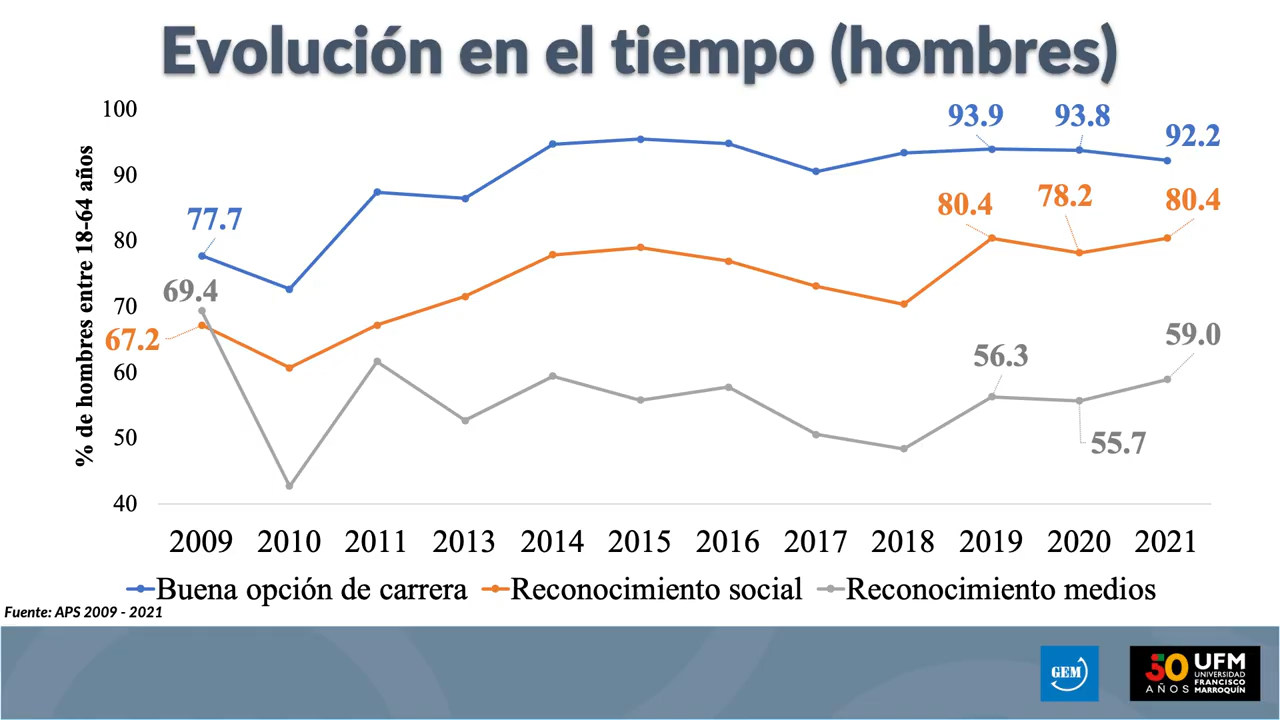 Evolución en el tiempo (hombres)
% de hombres entre 18-64 años
100
90
80
70
60
50
40
77.7
69.4
67.2
93.9
93.8
92.2
80.4
78.2
80.4
56.3
55.7
59.0
2009 2010 2011 2013 2014 2015 2016 2017 2018 2019 2020 2021
Buena opción de carrera Reconocimiento social Reconocimiento medios
Fuente: APS 2009 - 2021
GEM
50
AÑOS
UFM
UNIVERSIDAD
FRANCISCO
MARROQUÍN